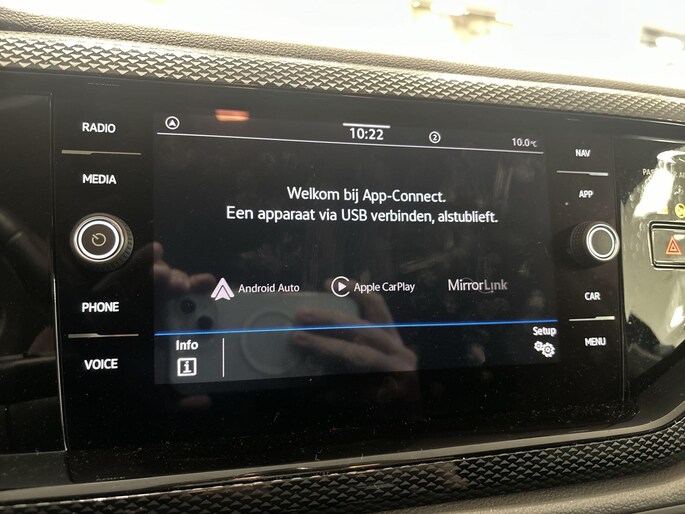 RADIO
MEDIA
PHONE
VOICE
10:22
2
10.0°C
Welkom bij App-Connect.
Een apparaat via USB verbinden, alstublieft.
Android Auto
Apple CarPlay
MirrorLink
Info
i
Setup
NAV
APP
CAR
MENU